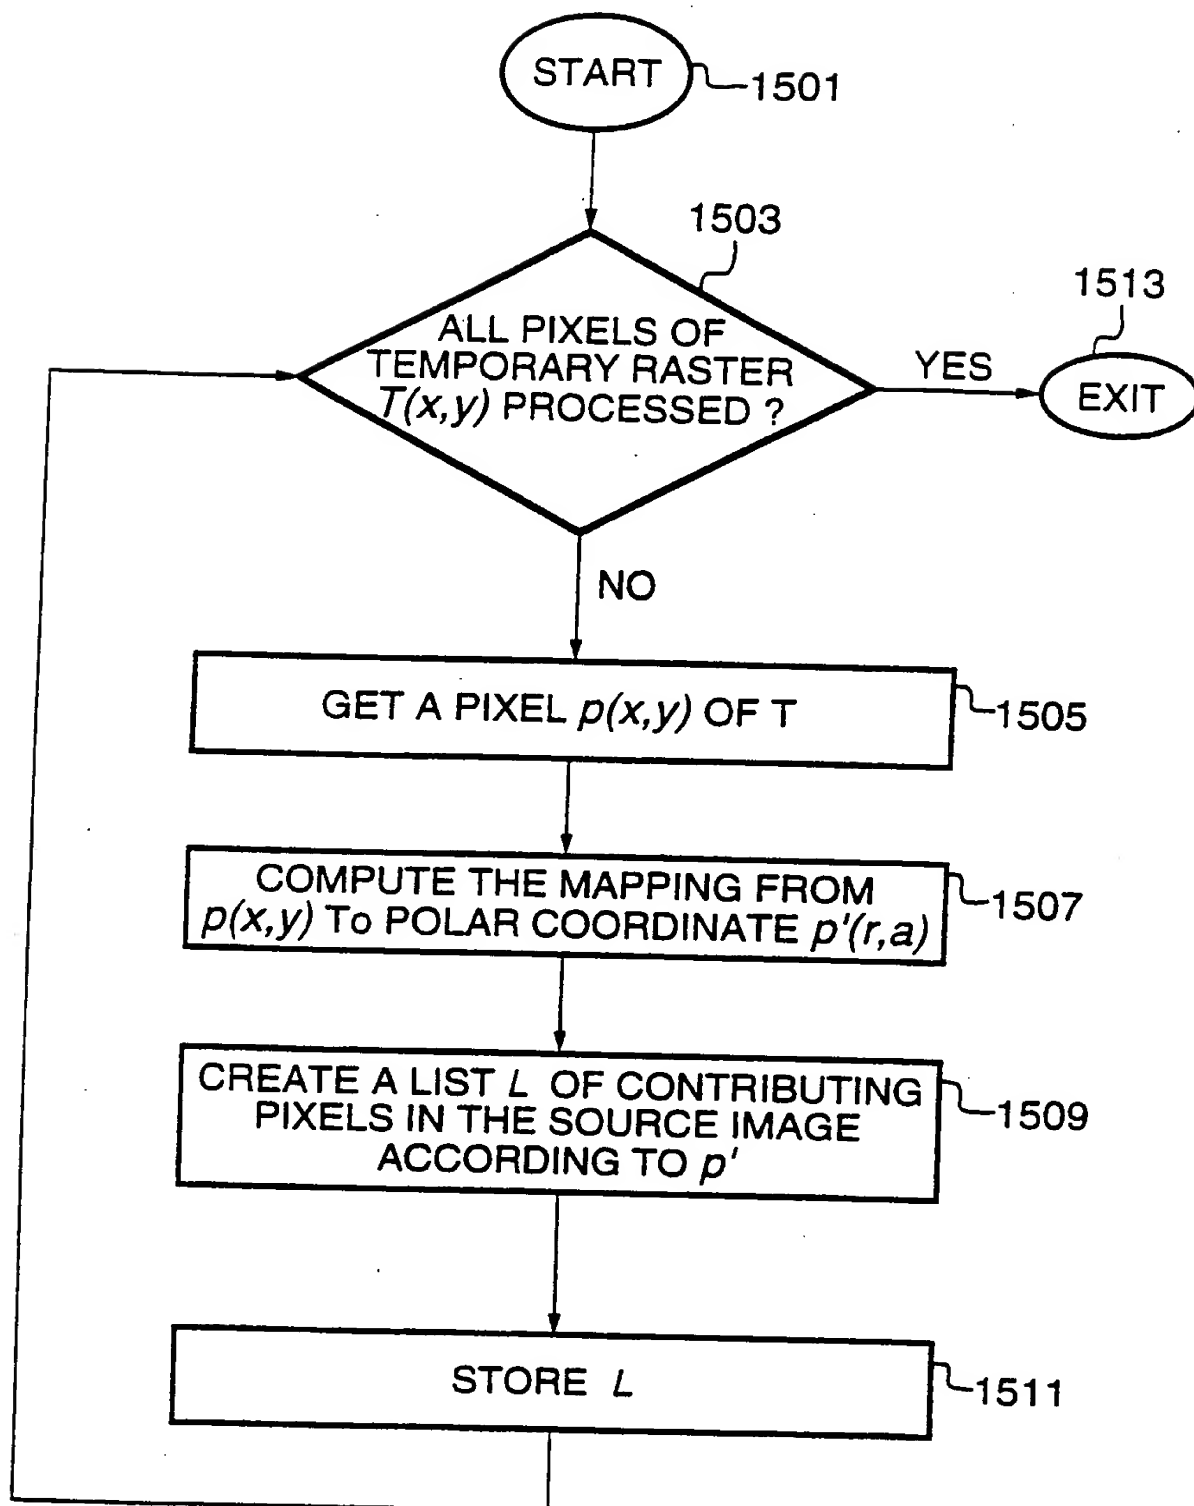 START
1501
1503
1513
ALL PIXELS OF
TEMPORARY RASTER
T(x,y) PROCESSED ?
YES
EXIT
NO
GET A PIXEL p(x,y) OF T
1505
COMPUTE THE MAPPING FROM
p(x,y) To POLAR COORDINATE p'(r,a)
1507
CREATE A LIST L OF CONTRIBUTING
PIXELS IN THE SOURCE IMAGE
ACCORDING TO p'
1509
STORE L
1511